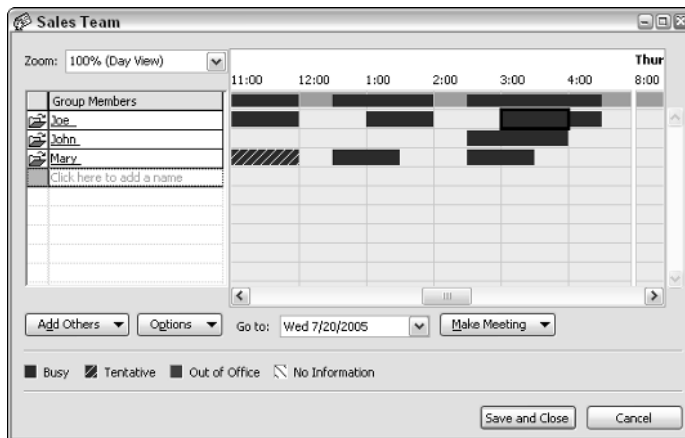 Sales Team
Zoom: 100% (Day View)
Thur
11:00 12:00 1:00 2:00 3:00 4:00 8:00
Group Members
Joe
John
Mary
Click here to add a name
Add Others Options Go to: Wed 7/20/2005 Make Meeting
Busy Tentative Out of Office No Information
Save and Close Cancel